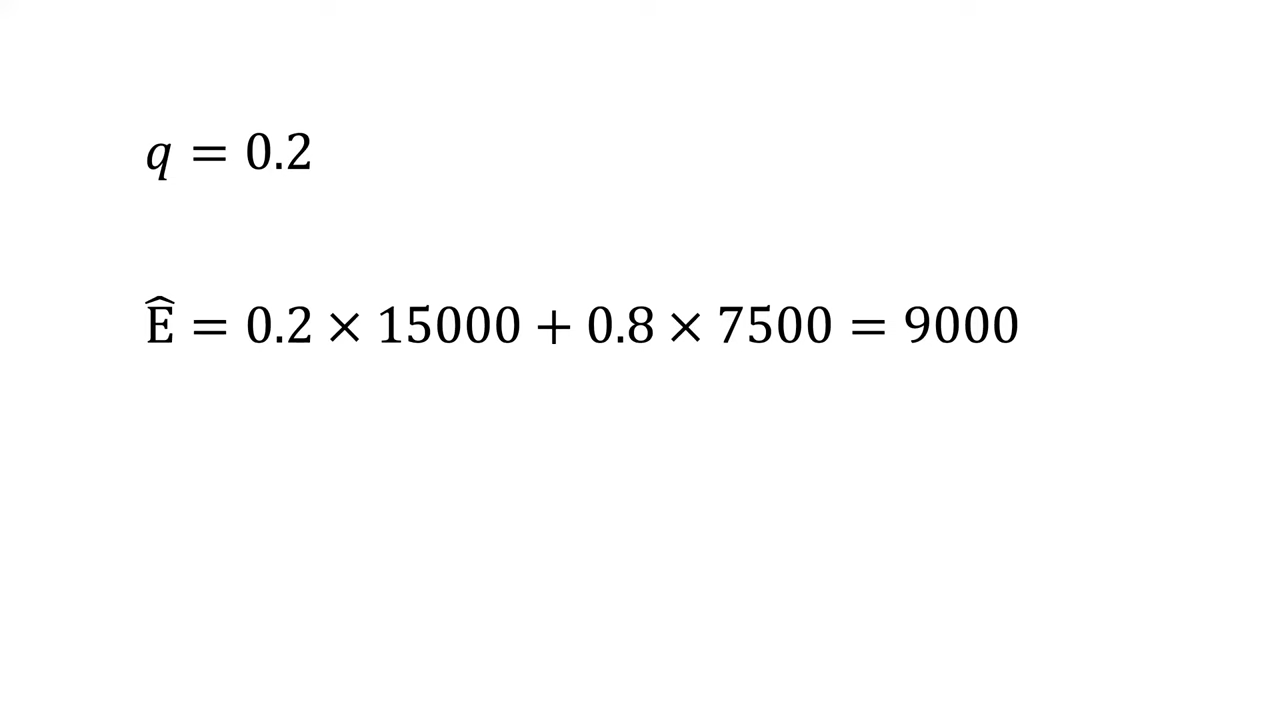 q = 0.2
Ê = 0.2 × 15000 + 0.8 × 7500 = 9000